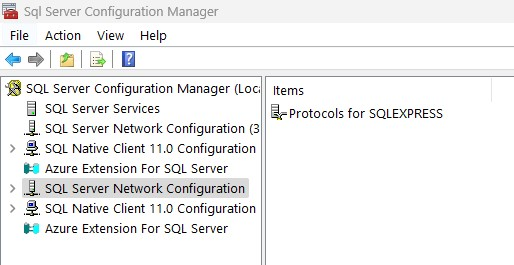 Sql Server Configuration Manager
File Action View Help
SQL Server Configuration Manager (Loca
SQL Server Services
SQL Server Network Configuration (3
SQL Native Client 11.0 Configuration
Azure Extension For SQL Server
SQL Server Network Configuration
SQL Native Client 11.0 Configuration
Azure Extension For SQL Server
Items
Protocols for SQLEXPRESS